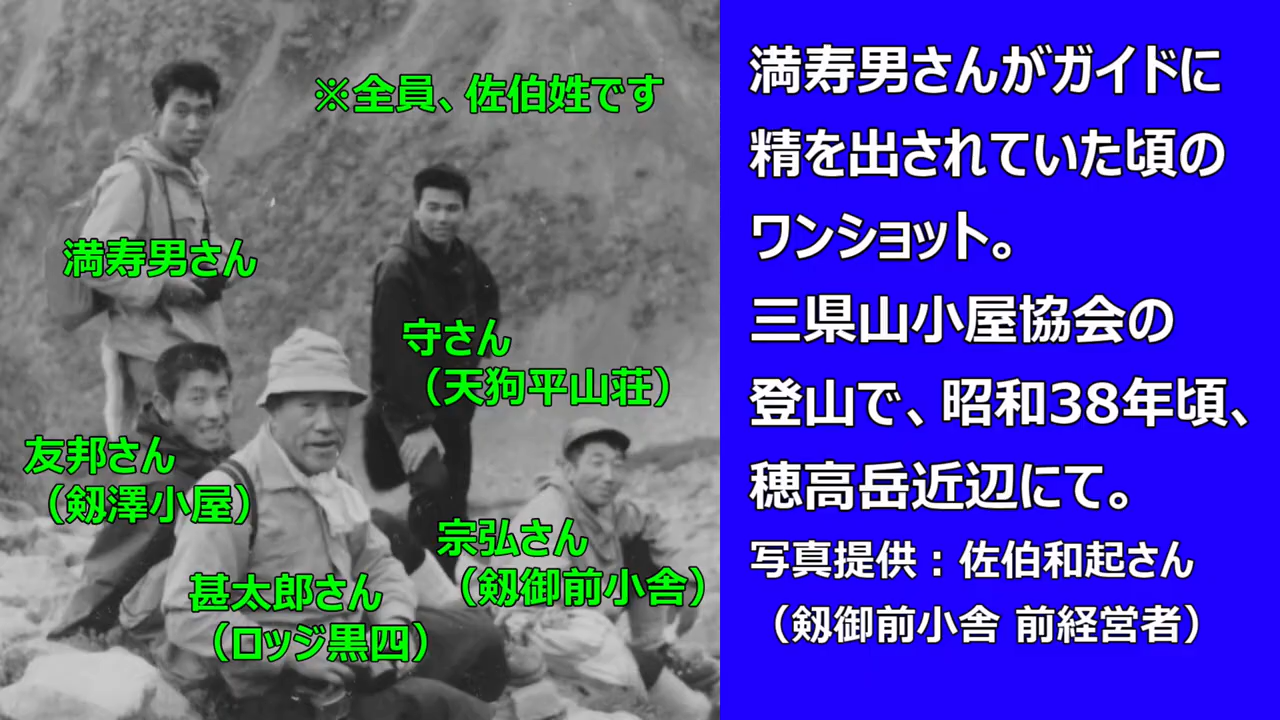 ※全員、佐伯姓です
満寿男さん
守さん
（天狗平山荘）
友邦さん
（剱澤小屋）
宗弘さん
（剱御前小舎）
甚太郎さん
（ロッジ黒四）
満寿男さんがガイドに
精を出されていた頃の
ワンショット。
三県山小屋協会の
登山で、昭和38年頃、
穂高岳近辺にて。
写真提供：佐伯和起さん
（剱御前小舎 前経営者）